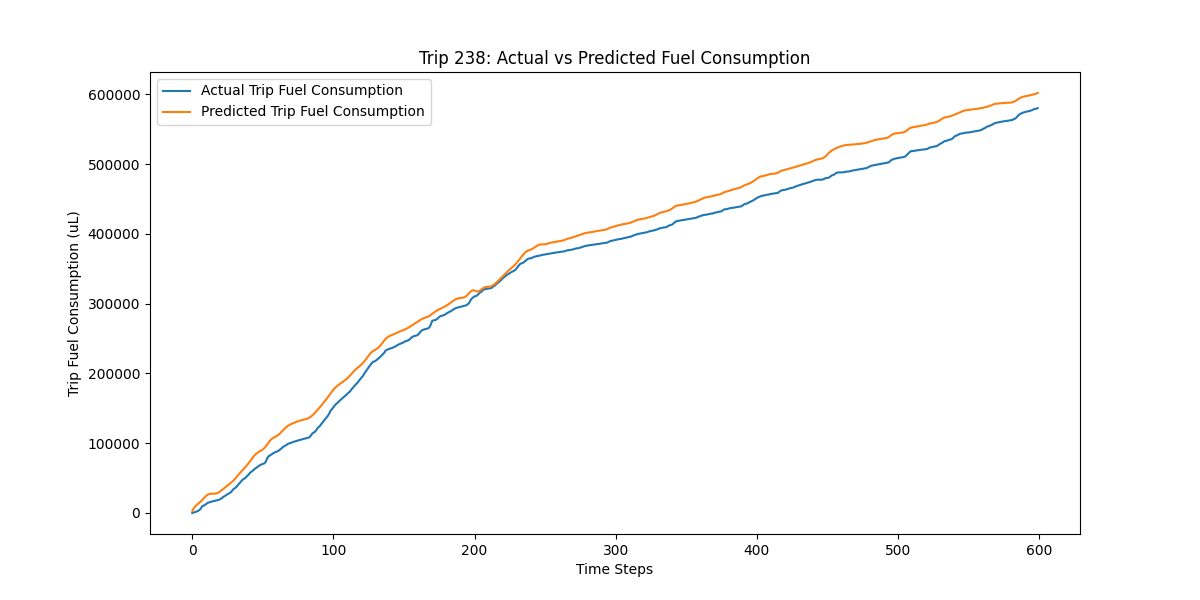 Trip 238: Actual vs Predicted Fuel Consumption
Actual Trip Fuel Consumption
Predicted Trip Fuel Consumption
Trip Fuel Consumption (uL)
600000
500000
400000
300000
200000
100000
0
0 100 200 300 400 500 600
Time Steps